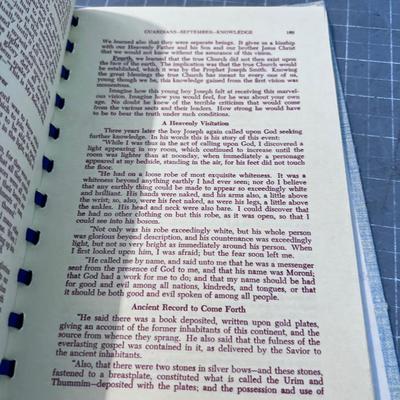 GUARDIANS—SEPTEMBER—KNOWLEDGE 189
We learned also that they were separate beings. It gives us a kinship
with our Heavenly Father and his Son and our brother Jesus Christ
that we would not know without the assurance of this vision.
Fourth, we learned that the true Church did not then exist upon
the face of the earth. The implication was that the true Church would
be established, which it was by the Prophet Joseph Smith. Knowing
the great blessings the true Church has meant to every one of us,
young though we be, this knowledge gained from the first vision was
momentous.
Imagine how this young boy Joseph felt at receiving this marvel-
ous vision. Imagine how you would feel, for he was about your own
age. No doubt he knew of the terrible criticism that would come
from the various sects and their leaders. How strong he would have
to be to bear the truth under such conditions.
A Heavenly Visitation
Three years later the boy Joseph again called upon God seeking
further knowledge. In his words this is his story of this event:
"While I was thus in the act of calling upon God, I discovered a
light appearing in my room, which continued to increase until the
room was lighter than at noonday, when immediately a personage
appeared at my bedside, standing in the air, for his feet did not touch
the floor.
"He had on a loose robe of most exquisite whiteness. It was a
whiteness beyond anything earthly I had ever seen; nor do I believe
that any earthly thing could be made to appear so exceedingly white
and brilliant. His hands were naked, and his arms also, a little above
the wrist; so, also, were his feet naked, as were his legs, a little above
the ankles. His head and neck were also bare. I could discover that
he had no other clothing on but this robe, as it was open, so that I
could see into his bosom.
"Not only was his robe exceedingly white, but his whole person
was glorious beyond description, and his countenance was exceedingly
light, but not so very bright as immediately around his person. When
I first looked upon him, I was afraid; but the fear soon left me.
"He called me by name, and said unto me that he was a messenger
sent from the presence of God to me, and that his name was Moroni;
that God had a work for me to do; and that my name should be had
for good and evil among all nations, kindreds, and tongues, or that
it should be both good and evil spoken of among all people.
Ancient Record to Come Forth
"He said there was a book deposited, written upon gold plates,
giving an account of the former inhabitants of this continent, and the
source from whence they sprang. He also said that the fulness of the
everlasting gospel was contained in it, as delivered by the Savior to
the ancient inhabitants.
"Also, that there were two stones in silver bows—and these stones,
fastened to a breastplate, constituted what is called the Urim and
Thummim—deposited with the plates; and the possession and use of